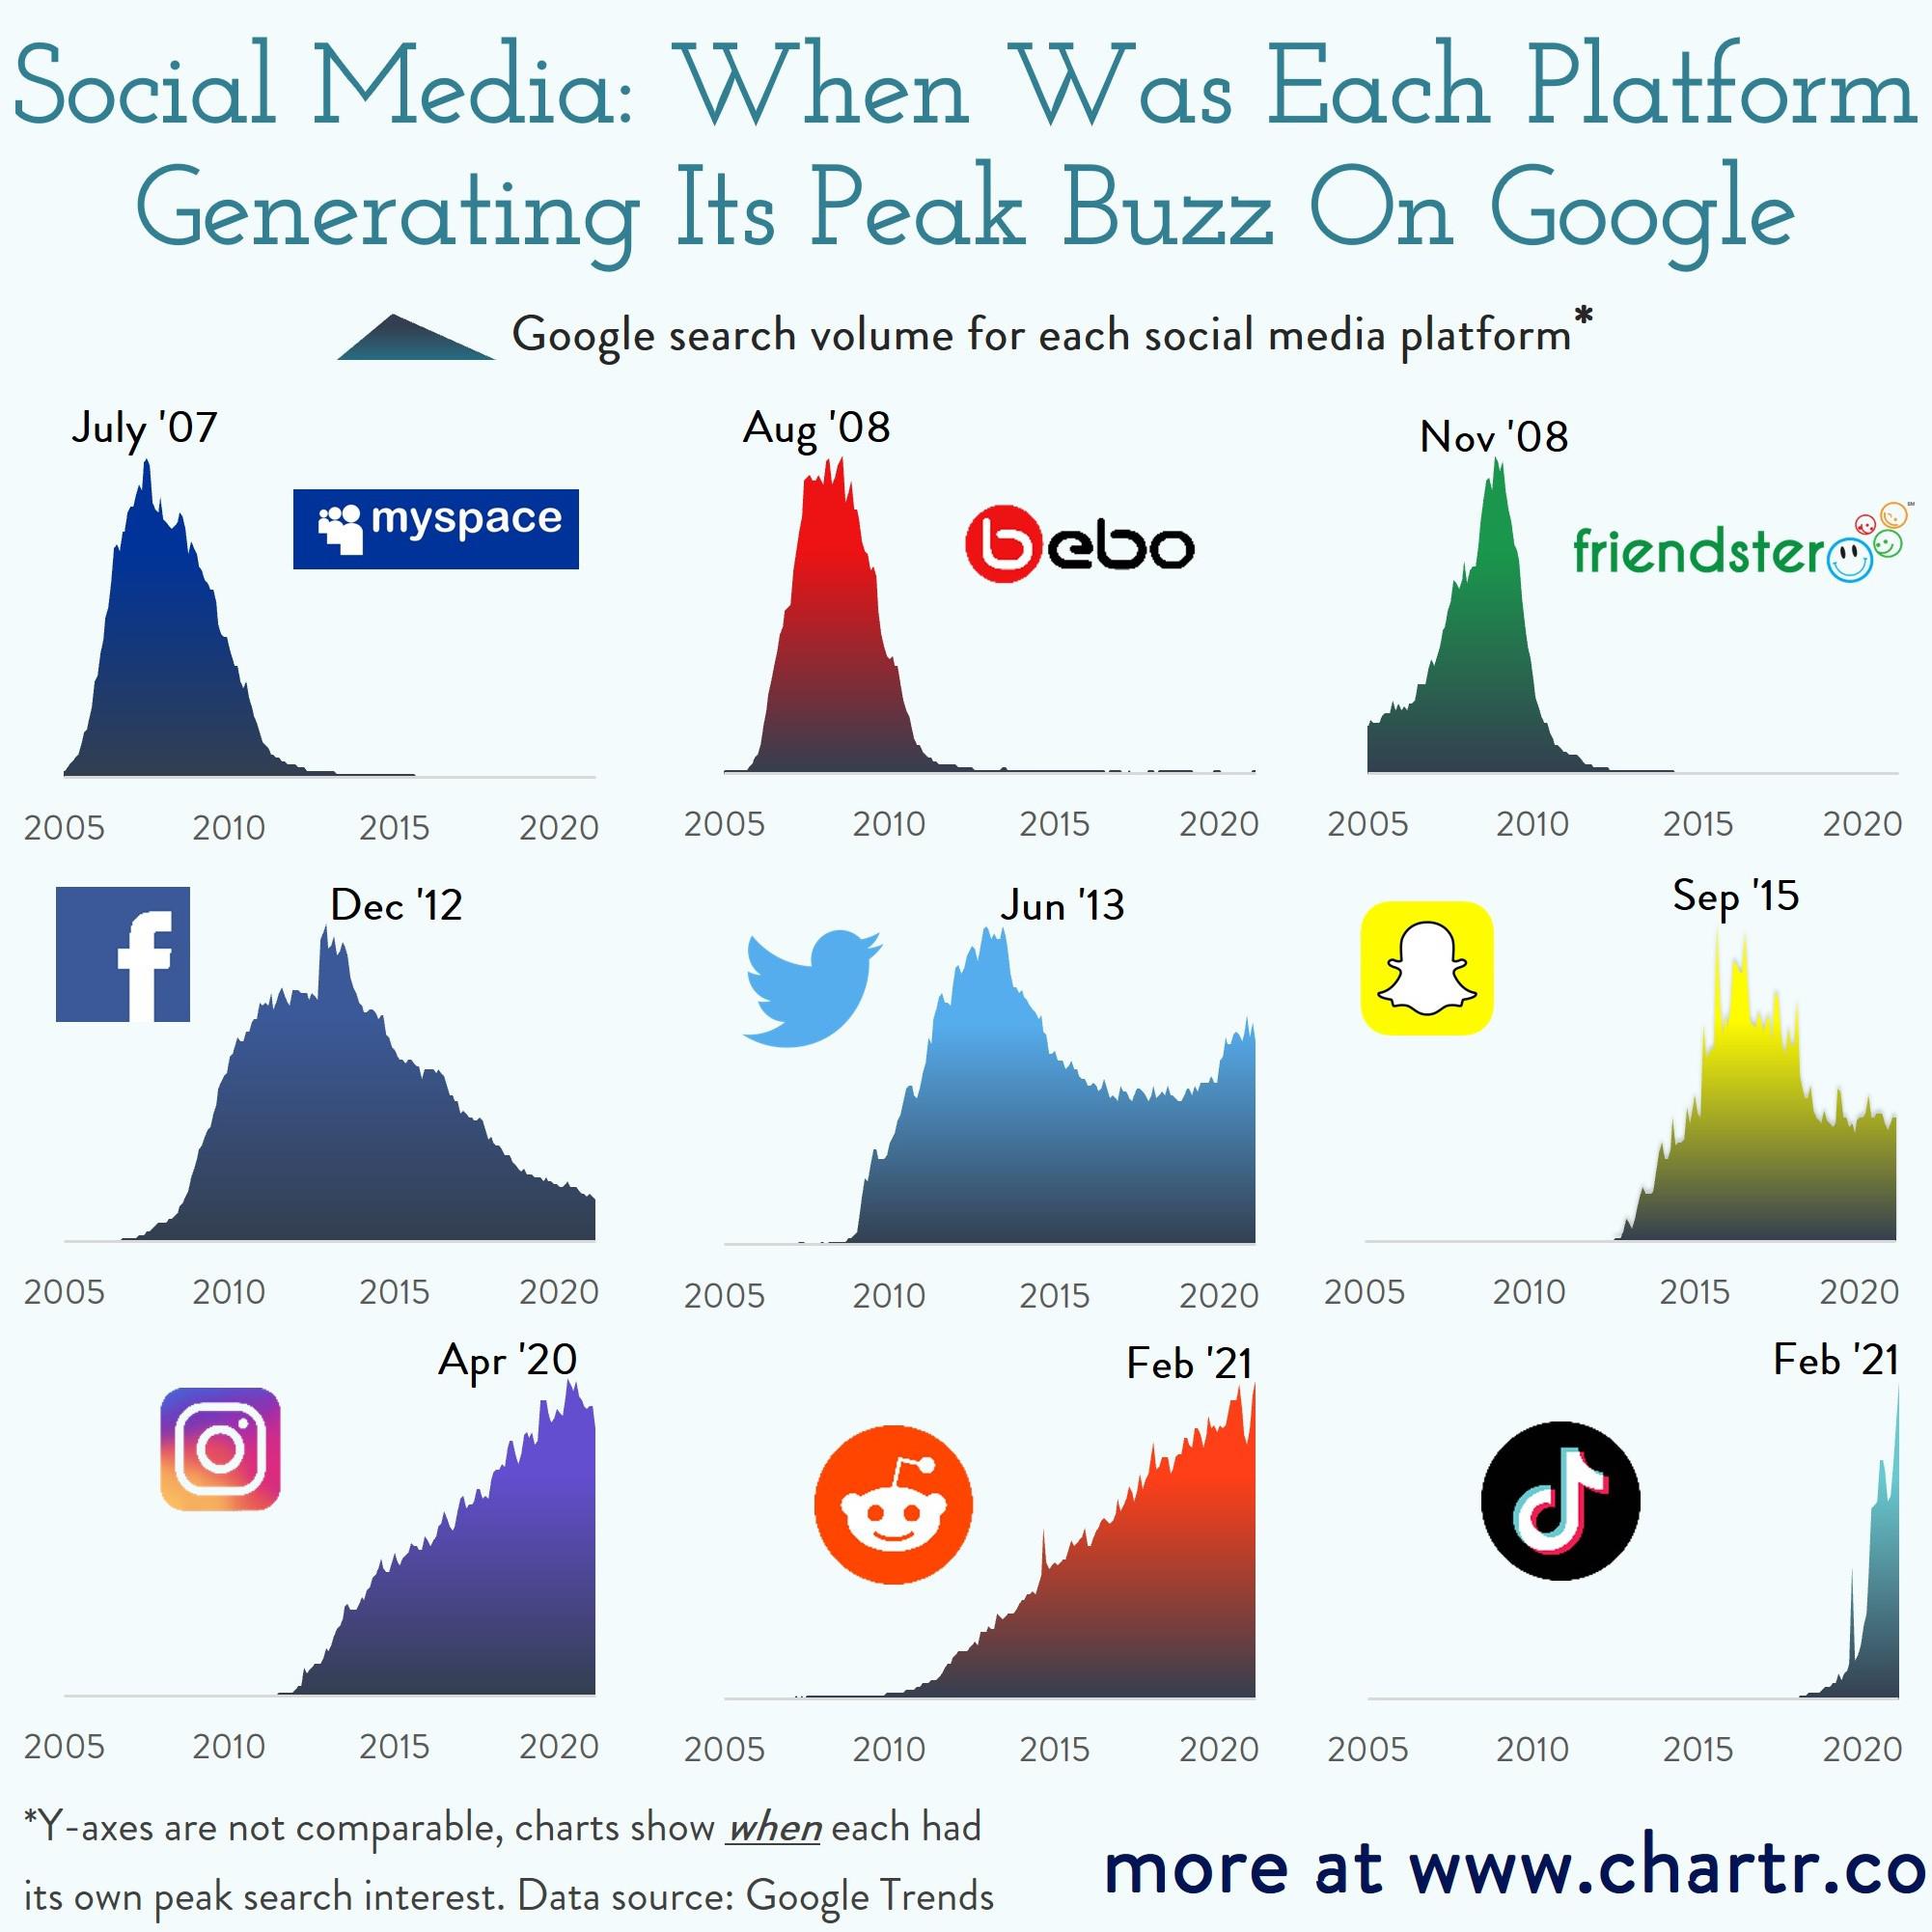 Social Media: When Was Each Platform
Generating Its Peak Buzz On Google
Google search volume for each social media platform*
July '07
Aug '08
Nov '08
myspace
bebo
friendster
SM
2005 2010 2015 2020
2005 2010 2015 2020
2005 2010 2015 2020
Dec '12
Jun '13
Sep '15
f
2005 2010 2015 2020
2005 2010 2015 2020
2005 2010 2015 2020
Apr '20
Feb '21
Feb '21
2005 2010 2015 2020
2005 2010 2015 2020
2005 2010 2015 2020
*Y-axes are not comparable, charts show when each had
its own peak search interest. Data source: Google Trends
more at www.chartr.co